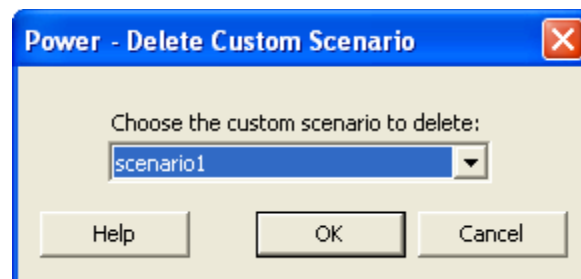 Power - Delete Custom Scenario
Choose the custom scenario to delete:
scenario1
Help OK Cancel